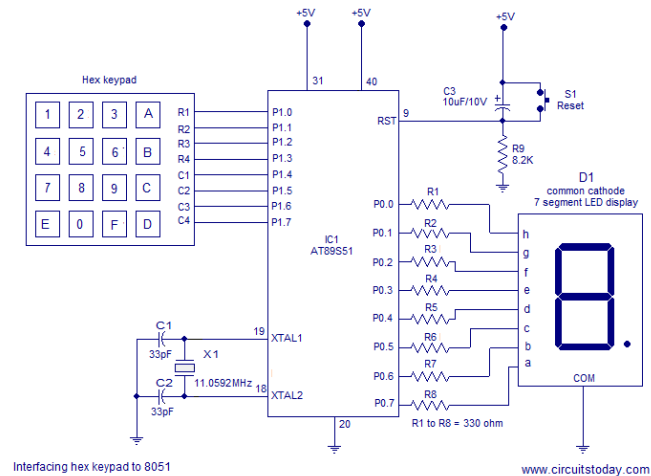 +5V
+5V
+5V
Hex keypad
31
40
C3
10uF/10V
+
S1
Reset
1 2 3 A
4 5 6 B
7 8 9 C
E 0 F D
R1
R2
R3
R4
C1
C2
C3
C4
P1.0
P1.1
P1.2
P1.3
P1.4
P1.5
P1.6
P1.7
RST
9
R9
8.2K
D1
common cathode
7 segment LED display
IC1
AT89S51
P0.0
P0.1
P0.2
P0.3
P0.4
P0.5
P0.6
P0.7
R1
R2
R3
R4
R5
R6
R7
R8
h
g
f
e
d
c
b
a
COM
C1
33pF
X1
11.0592MHz
C2
33pF
19
XTAL1
18
XTAL2
20
R1 to R8 = 330 ohm
Interfacing hex keypad to 8051
www.circuitstoday.com